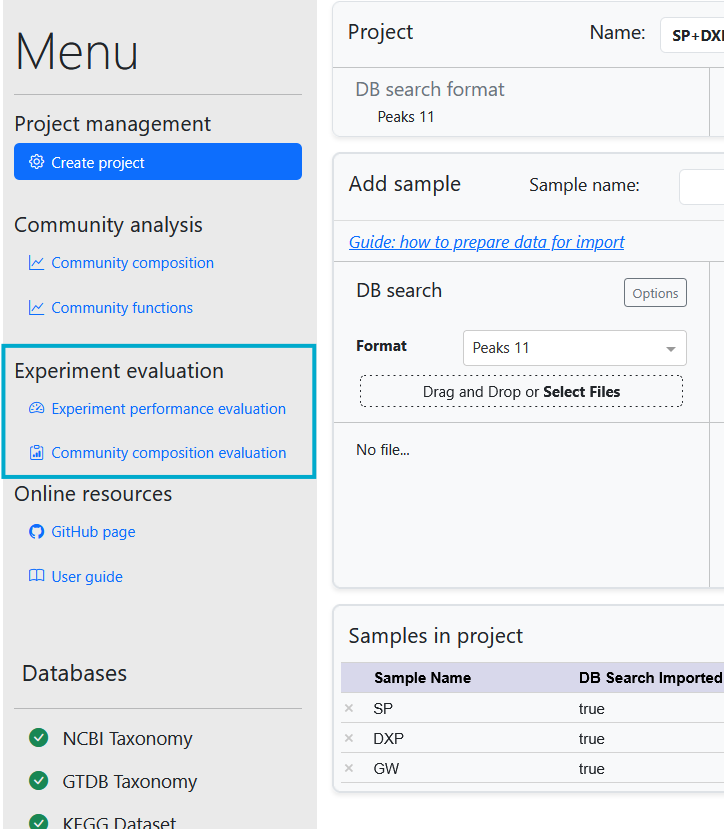 Menu
Project management
Create project
Community analysis
Community composition
Community functions
Experiment evaluation
Experiment performance evaluation
Community composition evaluation
Online resources
GitHub page
User guide
Databases
NCBI Taxonomy
GTDB Taxonomy
KEGG Dataset
Project Name: SP+DXP
DB search format
Peaks 11
Add sample Sample name:
Guide: how to prepare data for import
DB search Options
Format Peaks 11
Drag and Drop or Select Files
No file...
Samples in project
Sample Name DB Search Imported
× SP true
× DXP true
× GW true